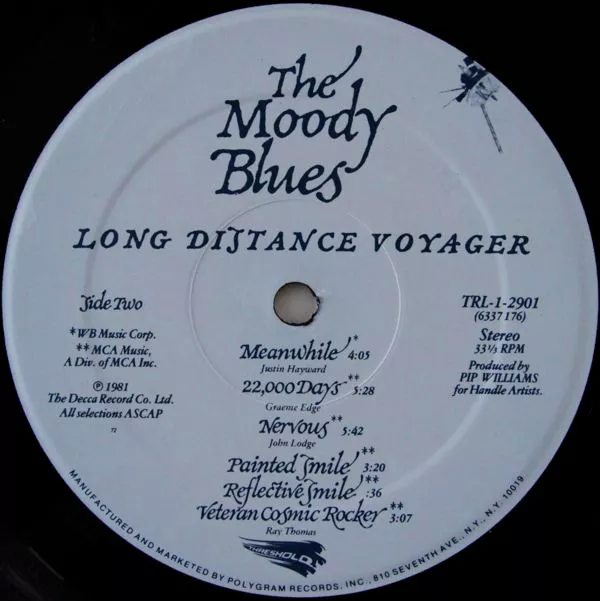 The
Moody
Blues
LONG DISTANCE VOYAGER
Side Two
*WB Music Corp.
**MCA Music,
A Div. of MCA Inc.
℗ 1981
The Decca Record Co. Ltd.
All selections ASCAP
72
TRL-1-2901
(6337 176)
Stereo
33⅓ RPM
Produced by
PIP WILLIAMS
for Handle Artists.
Meanwhile* 4:05
Justin Hayward
22,000 Days** 5:28
Graeme Edge
Nervous** 5:42
John Lodge
Painted Smile** 3:20
Reflective Smile** :36
Veteran Cosmic Rocker** 3:07
Ray Thomas
THRESHOLD
MANUFACTURED AND MARKETED BY POLYGRAM RECORDS, INC., 810 SEVENTH AVE., N.Y., N.Y. 10019